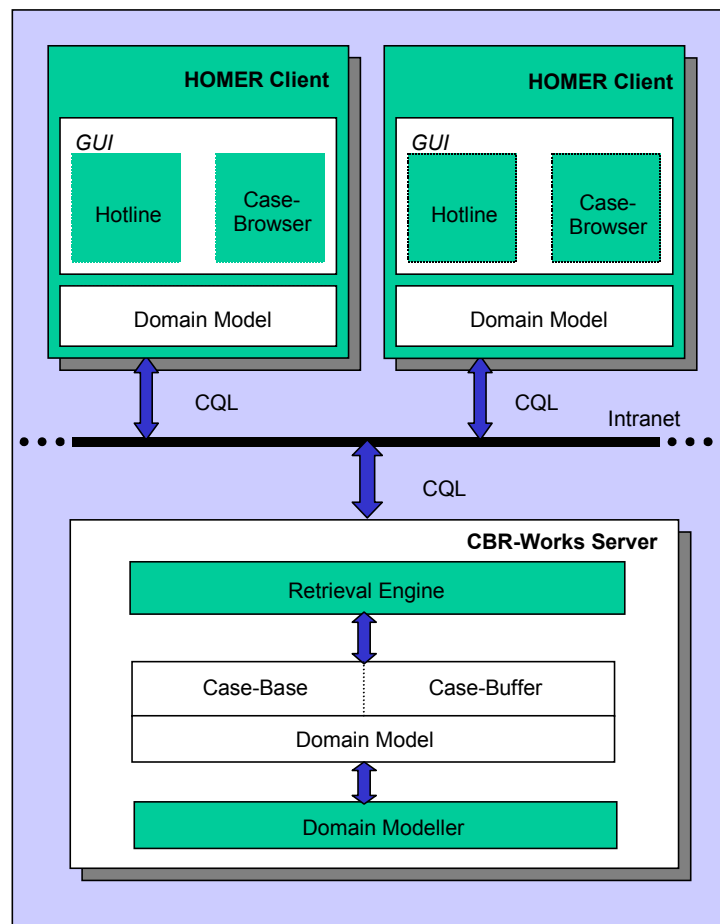 HOMER Client
GUI
Hotline
Case-
Browser
Domain Model
HOMER Client
GUI
Hotline
Case-
Browser
Domain Model
CQL
CQL
Intranet
CQL
CBR-Works Server
Retrieval Engine
Case-Base
Case-Buffer
Domain Model
Domain Modeller